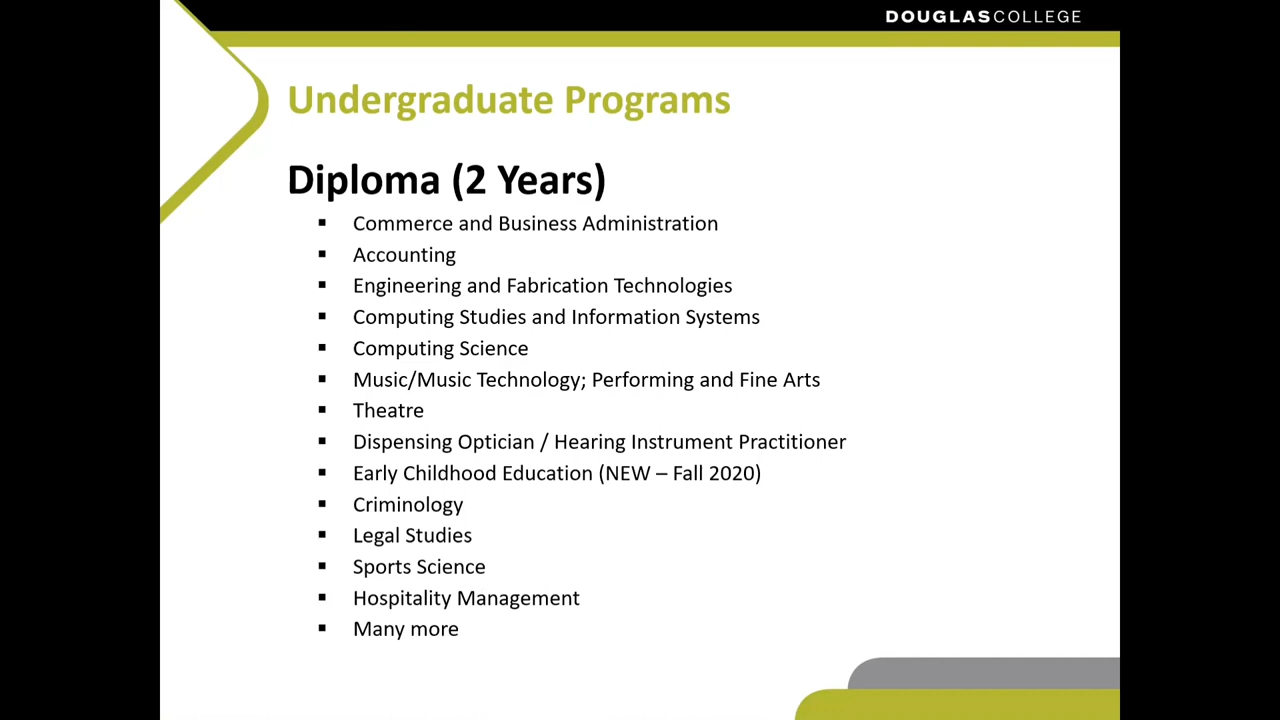 DOUGLASCOLLEGE
Undergraduate Programs
Diploma (2 Years)
▪ Commerce and Business Administration
▪ Accounting
▪ Engineering and Fabrication Technologies
▪ Computing Studies and Information Systems
▪ Computing Science
▪ Music/Music Technology; Performing and Fine Arts
▪ Theatre
▪ Dispensing Optician / Hearing Instrument Practitioner
▪ Early Childhood Education (NEW – Fall 2020)
▪ Criminology
▪ Legal Studies
▪ Sports Science
▪ Hospitality Management
▪ Many more